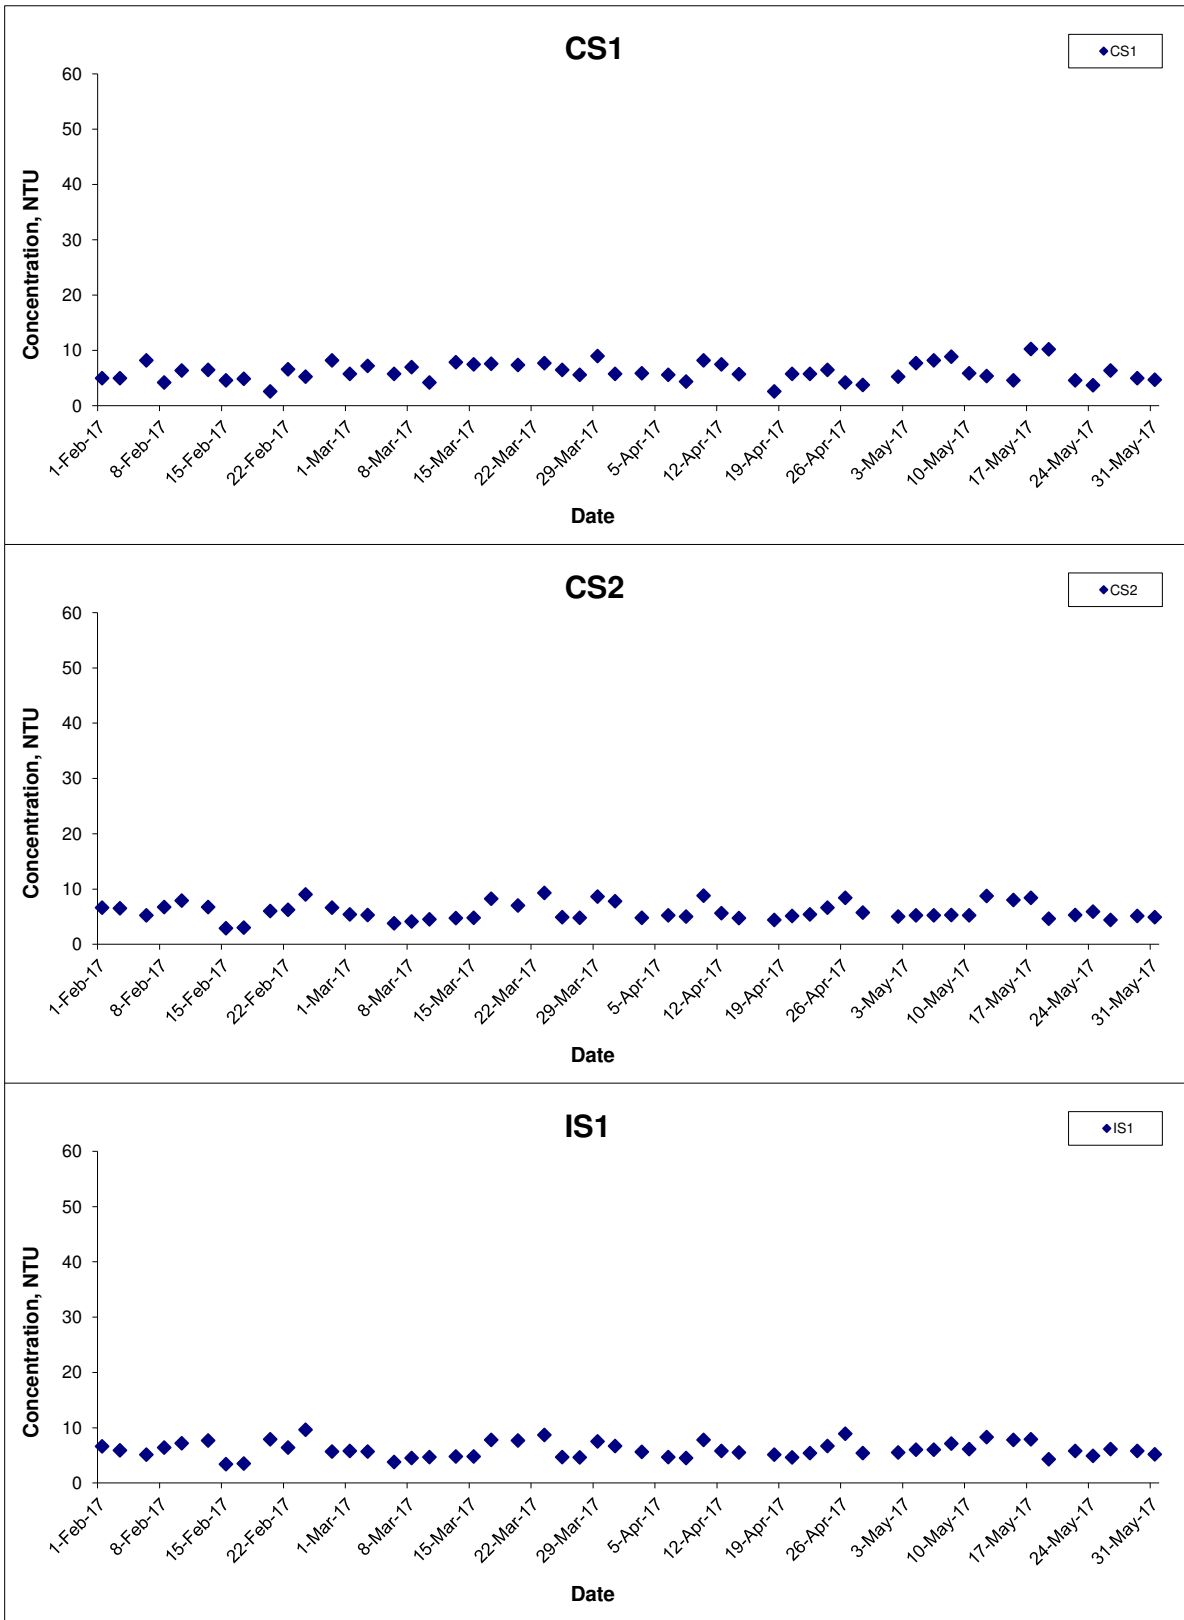 CS1
CS1
60
50
40
30
20
10
0
Concentration, NTU
1-Feb-17
8-Feb-17
15-Feb-17
22-Feb-17
1-Mar-17
8-Mar-17
15-Mar-17
22-Mar-17
29-Mar-17
5-Apr-17
12-Apr-17
19-Apr-17
26-Apr-17
3-May-17
10-May-17
17-May-17
24-May-17
31-May-17
Date
CS2
CS2
60
50
40
30
20
10
0
Concentration, NTU
1-Feb-17
8-Feb-17
15-Feb-17
22-Feb-17
1-Mar-17
8-Mar-17
15-Mar-17
22-Mar-17
29-Mar-17
5-Apr-17
12-Apr-17
19-Apr-17
26-Apr-17
3-May-17
10-May-17
17-May-17
24-May-17
31-May-17
Date
IS1
IS1
60
50
40
30
20
10
0
Concentration, NTU
1-Feb-17
8-Feb-17
15-Feb-17
22-Feb-17
1-Mar-17
8-Mar-17
15-Mar-17
22-Mar-17
29-Mar-17
5-Apr-17
12-Apr-17
19-Apr-17
26-Apr-17
3-May-17
10-May-17
17-May-17
24-May-17
31-May-17
Date